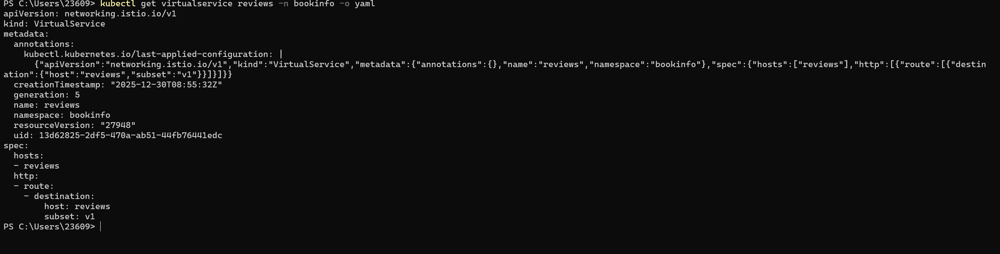 PS C:\Users\23609> kubectl get virtualservice reviews -n bookinfo -o yaml
apiVersion: networking.istio.io/v1
kind: VirtualService
metadata:
  annotations:
    kubectl.kubernetes.io/last-applied-configuration: |
      {"apiVersion":"networking.istio.io/v1","kind":"VirtualService","metadata":{"annotations":{},"name":"reviews","namespace":"bookinfo"},"spec":{"hosts":["reviews"],"http":[{"route":[{"destin
ation":{"host":"reviews","subset":"v1"}}]}]}}
  creationTimestamp: "2025-12-30T08:55:32Z"
  generation: 5
  name: reviews
  namespace: bookinfo
  resourceVersion: "27948"
  uid: 13d62825-2df5-470a-ab51-44fb76441edc
spec:
  hosts:
  - reviews
  http:
  - route:
    - destination:
        host: reviews
        subset: v1
PS C:\Users\23609>